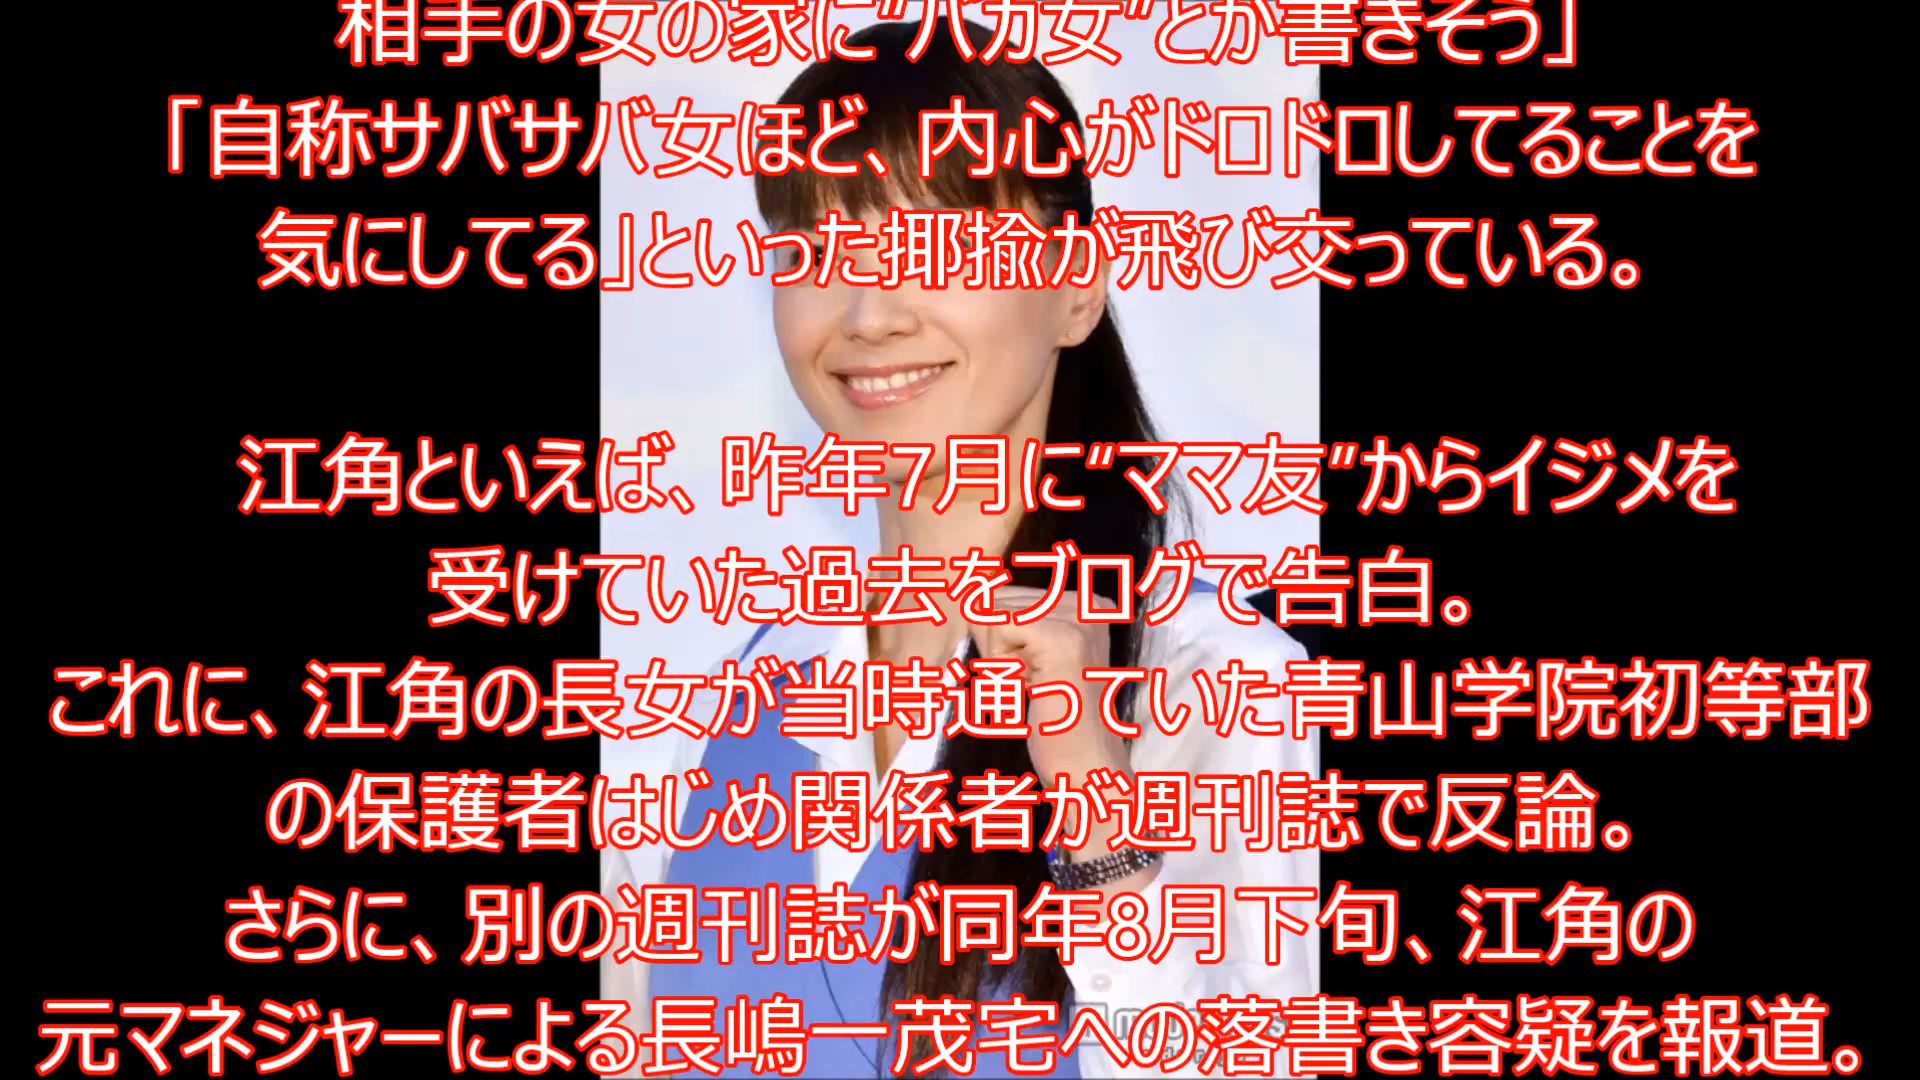 相手の女の家に“バカ女”とか書きそう」
「自称サバサバ女ほど、内心がドロドロしてることを
気にしてる」といった揶揄が飛び交っている。
江角といえば、昨年7月に“ママ友”からイジメを
受けていた過去をブログで告白。
これに、江角の長女が当時通っていた青山学院初等部
の保護者はじめ関係者が週刊誌で反論。
さらに、別の週刊誌が同年8月下旬、江角の
元マネジャーによる長嶋一茂宅への落書き容疑を報道。